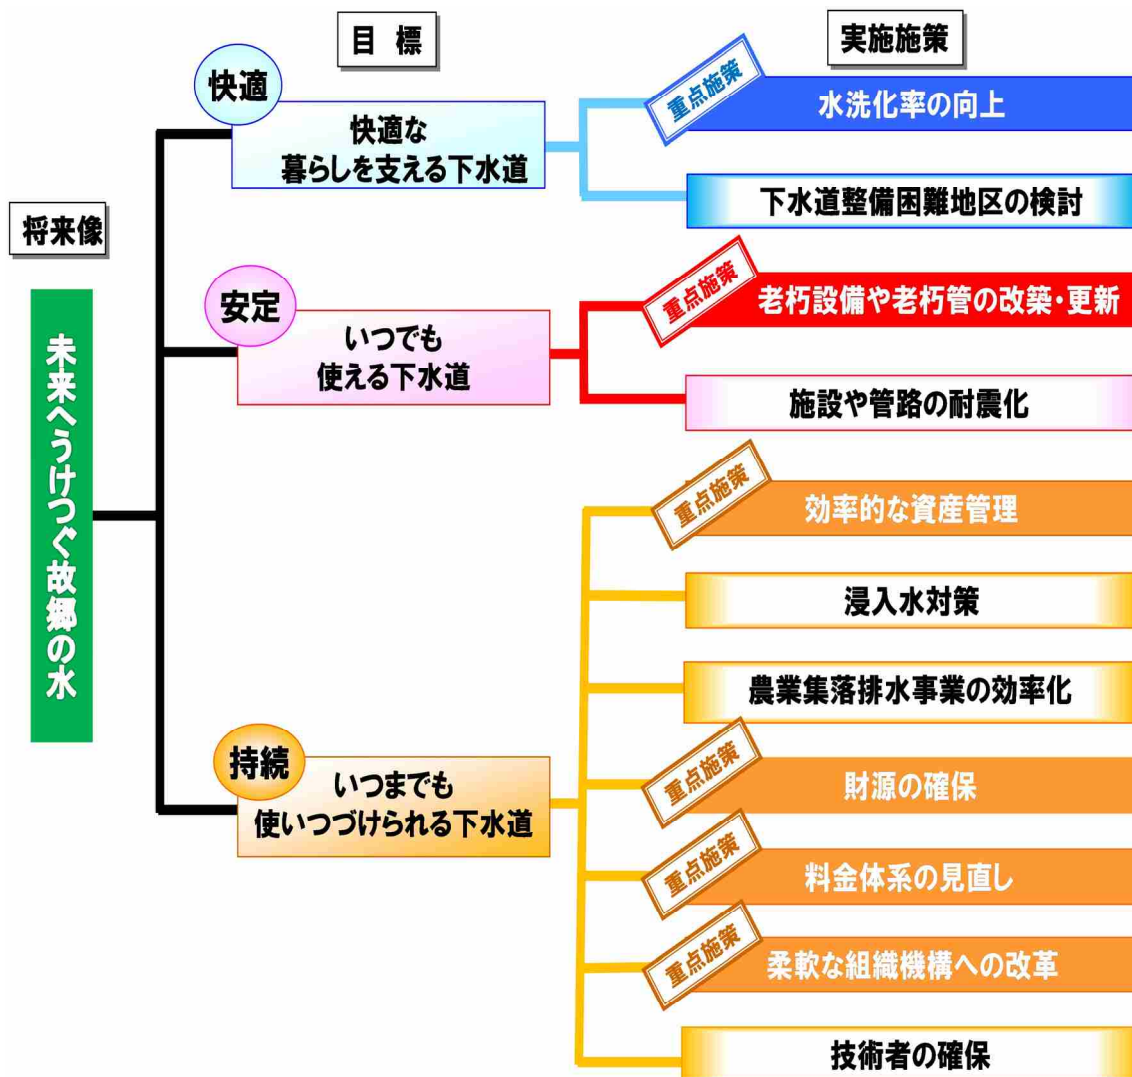 将来像
未来へうけつぐ故郷の水
目 標
快適
快適な
暮らしを支える下水道
安定
いつでも
使える下水道
持続
いつまでも
使いつづけられる下水道
実施施策
重点施策
水洗化率の向上
下水道整備困難地区の検討
重点施策
老朽設備や老朽管の改築・更新
施設や管路の耐震化
重点施策
効率的な資産管理
浸入水対策
農業集落排水事業の効率化
重点施策
財源の確保
重点施策
料金体系の見直し
重点施策
柔軟な組織機構への改革
技術者の確保